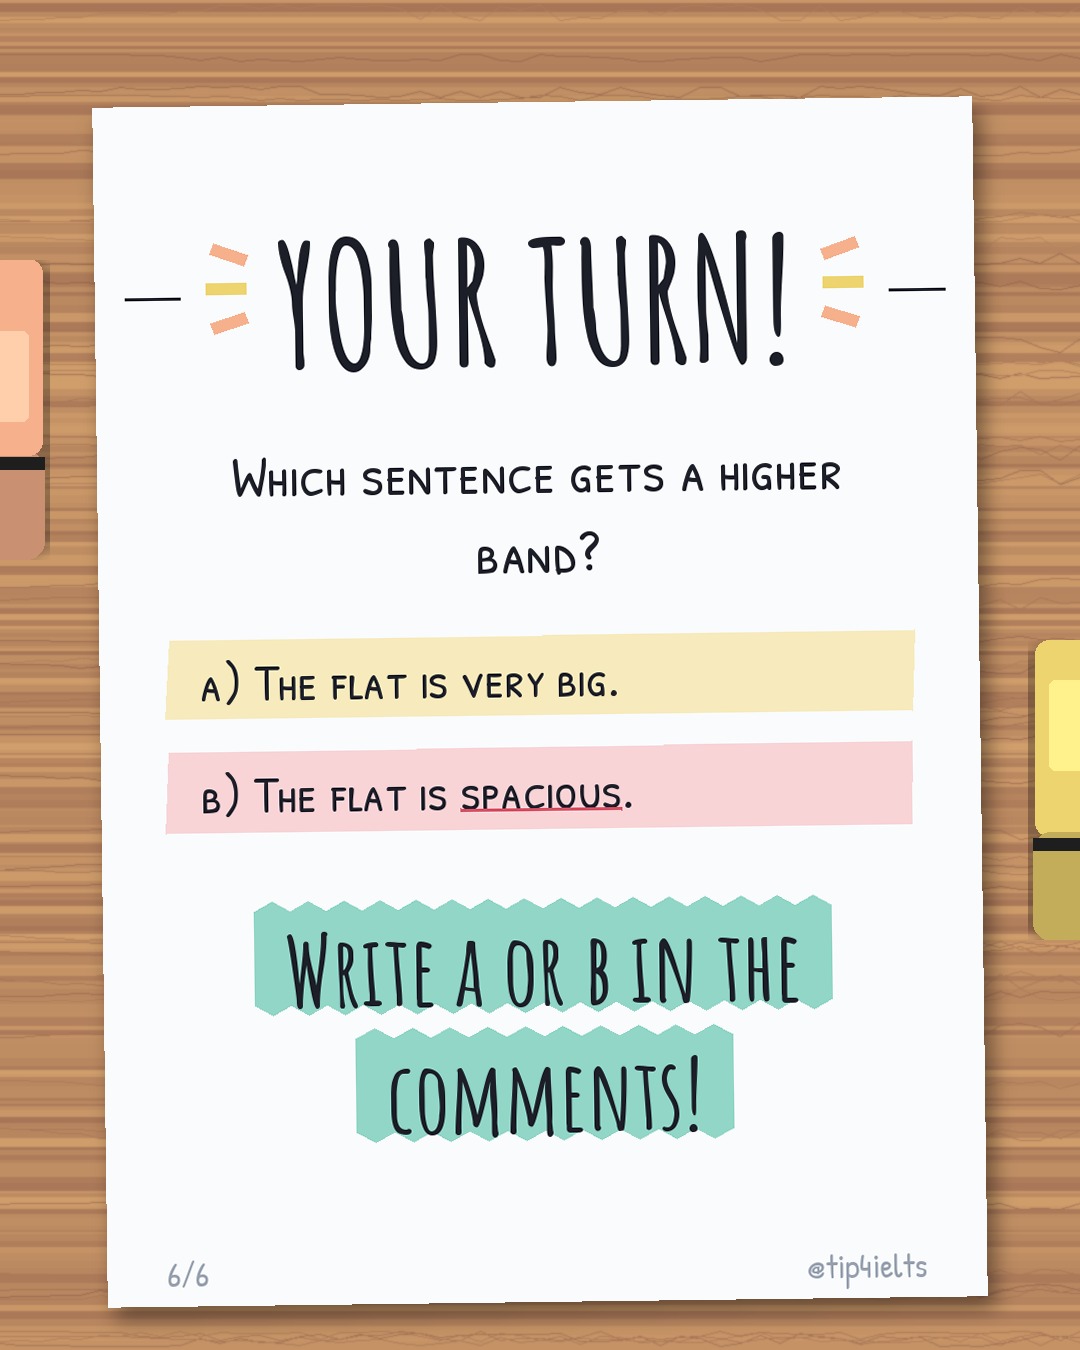 YOUR TURN!
Which sentence gets a higher
band?
a) The flat is very big.
b) The flat is spacious.
Write A or B in the
comments!
6/6
@tip4ielts